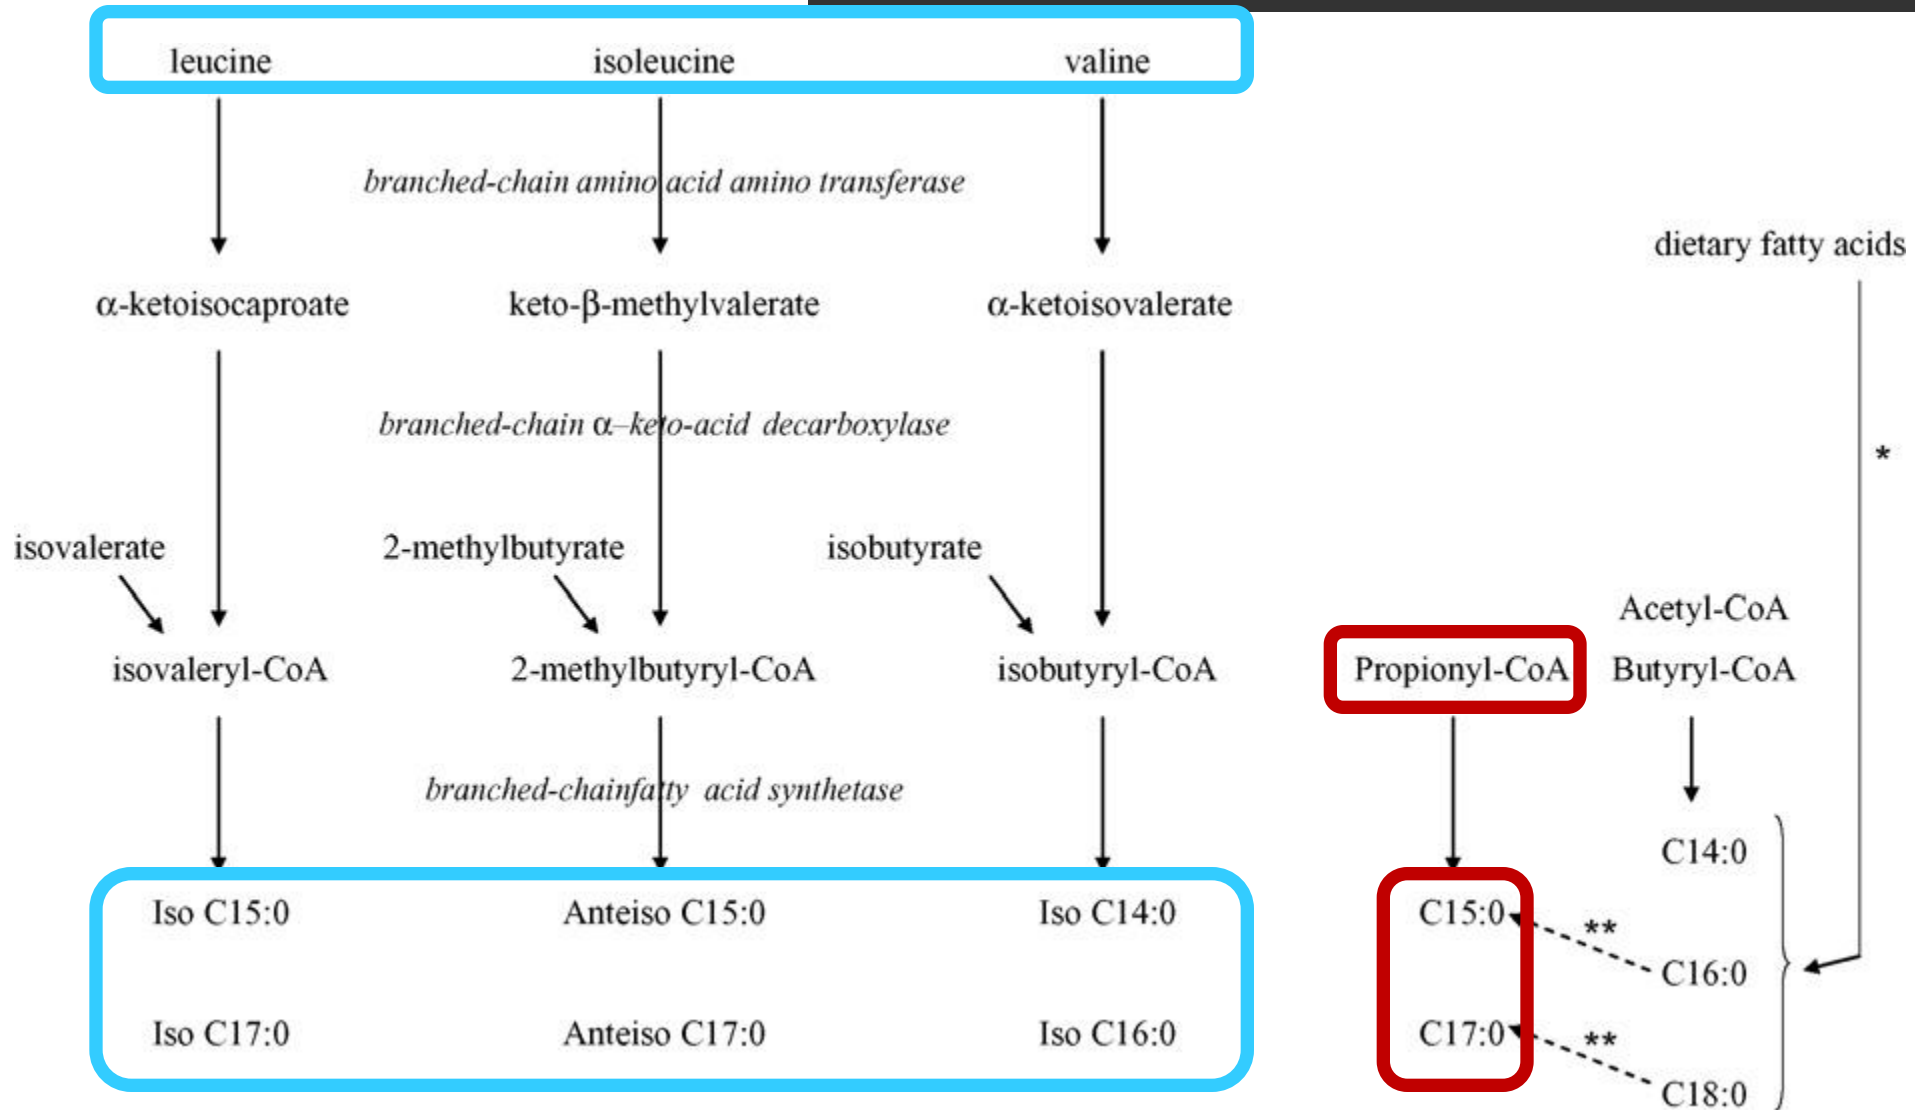 leucine isoleucine valine
branched-chain amino acid amino transferase
dietary fatty acids
α-ketoisocaproate keto-β-methylvalerate α-ketoisovalerate
branched-chain α–keto-acid decarboxylase
*
isovalerate 2-methylbutyrate isobutyrate
Acetyl-CoA
isovaleryl-CoA 2-methylbutyryl-CoA isobutyryl-CoA Propionyl-CoA Butyryl-CoA
branched-chainfatty acid synthetase
C14:0
Iso C15:0 Anteiso C15:0 Iso C14:0 C15:0
**
C16:0
Iso C17:0 Anteiso C17:0 Iso C16:0 C17:0
**
C18:0